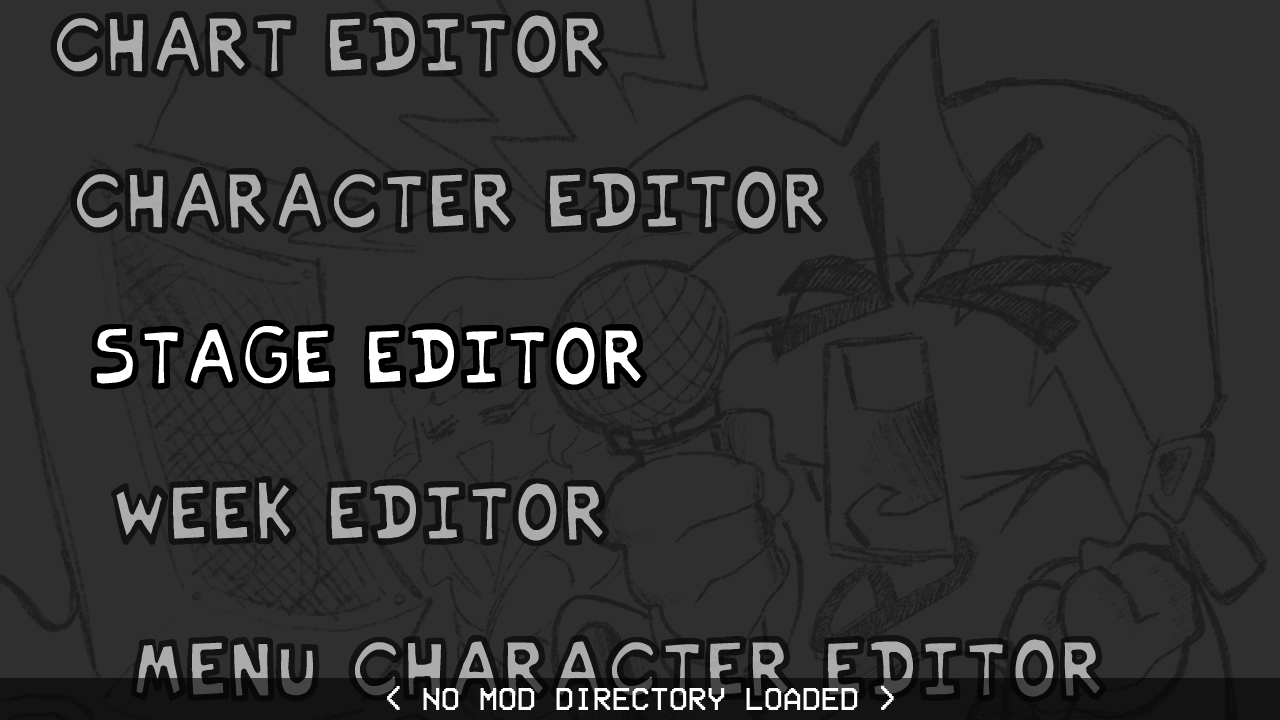 CHART EDITOR
CHARACTER EDITOR
STAGE EDITOR
WEEK EDITOR
MENU CHARACTER EDITOR
< NO MOD DIRECTORY LOADED >